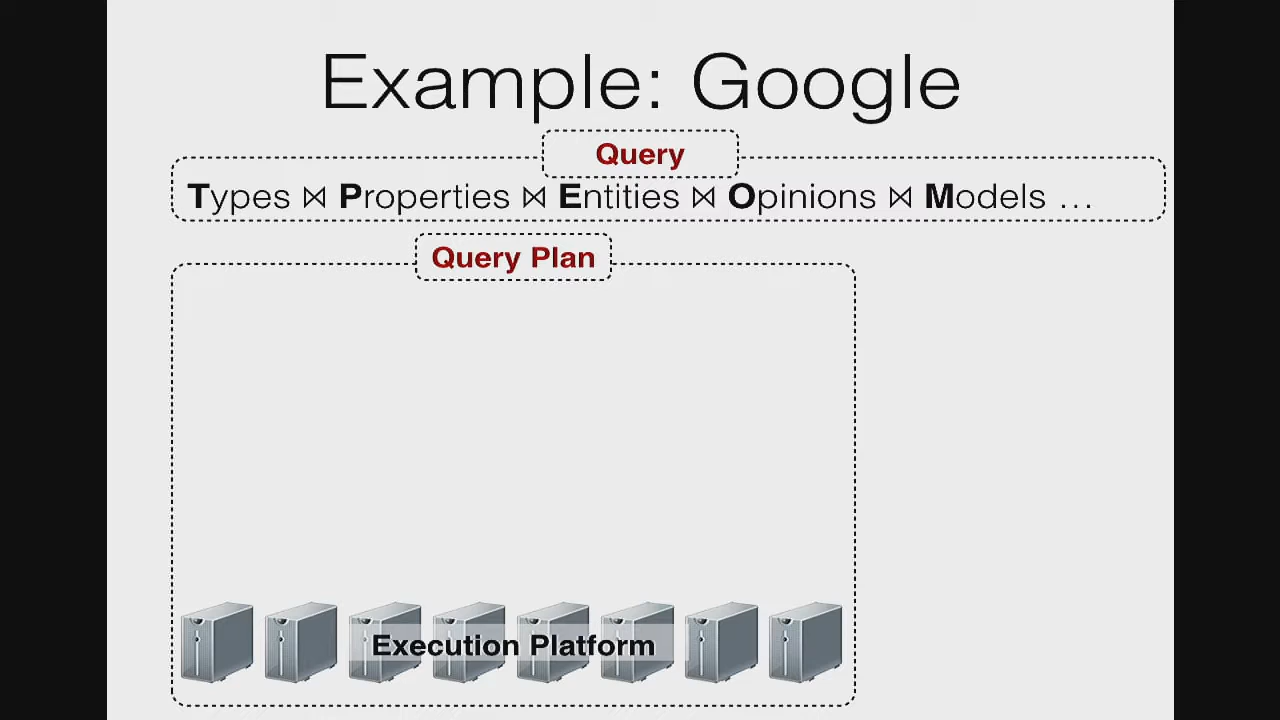 Example: Google
Query
Types ⋈ Properties ⋈ Entities ⋈ Opinions ⋈ Models …
Query Plan
Execution Platform